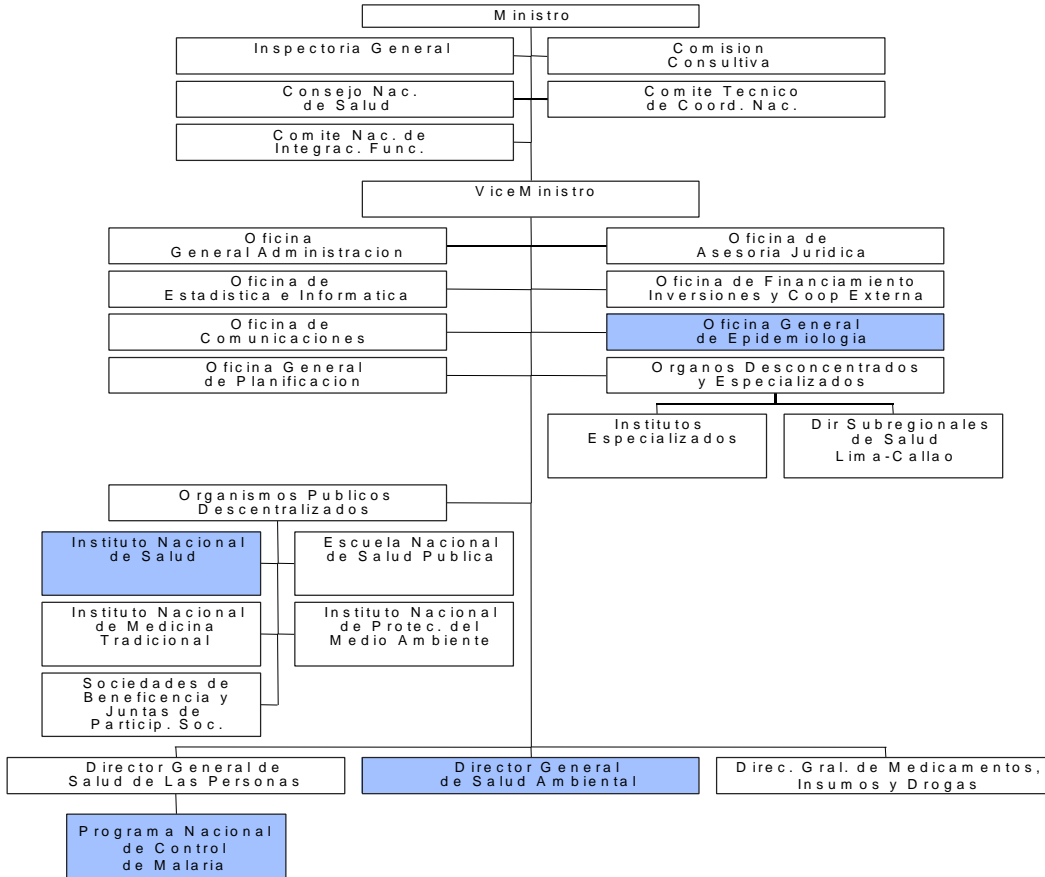 Ministro
Inspectoria General
Comision
Consultiva
Consejo Nac.
de Salud
Comite Tecnico
de Coord. Nac.
Comite Nac. de
Integrac. Func.
Vice Ministro
Oficina
General Administracion
Oficina de
Asesoria Juridica
Oficina de
Estadistica e Informatica
Oficina de Financiamiento
Inversiones y Coop Externa
Oficina de
Comunicaciones
Oficina General
de Epidemiologia
Oficina General
de Planificacion
Organos Desconcentrados
y Especializados
Institutos
Especializados
Dir Subregionales
de Salud
Lima-Callao
Organismos Publicos
Descentralizados
Instituto Nacional
de Salud
Escuela Nacional
de Salud Publica
Instituto Nacional
de Medicina
Tradicional
Instituto Nacional
de Protec. del
Medio Ambiente
Sociedades de
Beneficencia y
Juntas de
Particip. Soc.
Director General de
Salud de Las Personas
Director General
de Salud Ambiental
Direc. Gral. de Medicamentos,
Insumos y Drogas
Programa Nacional
de Control
de Malaria